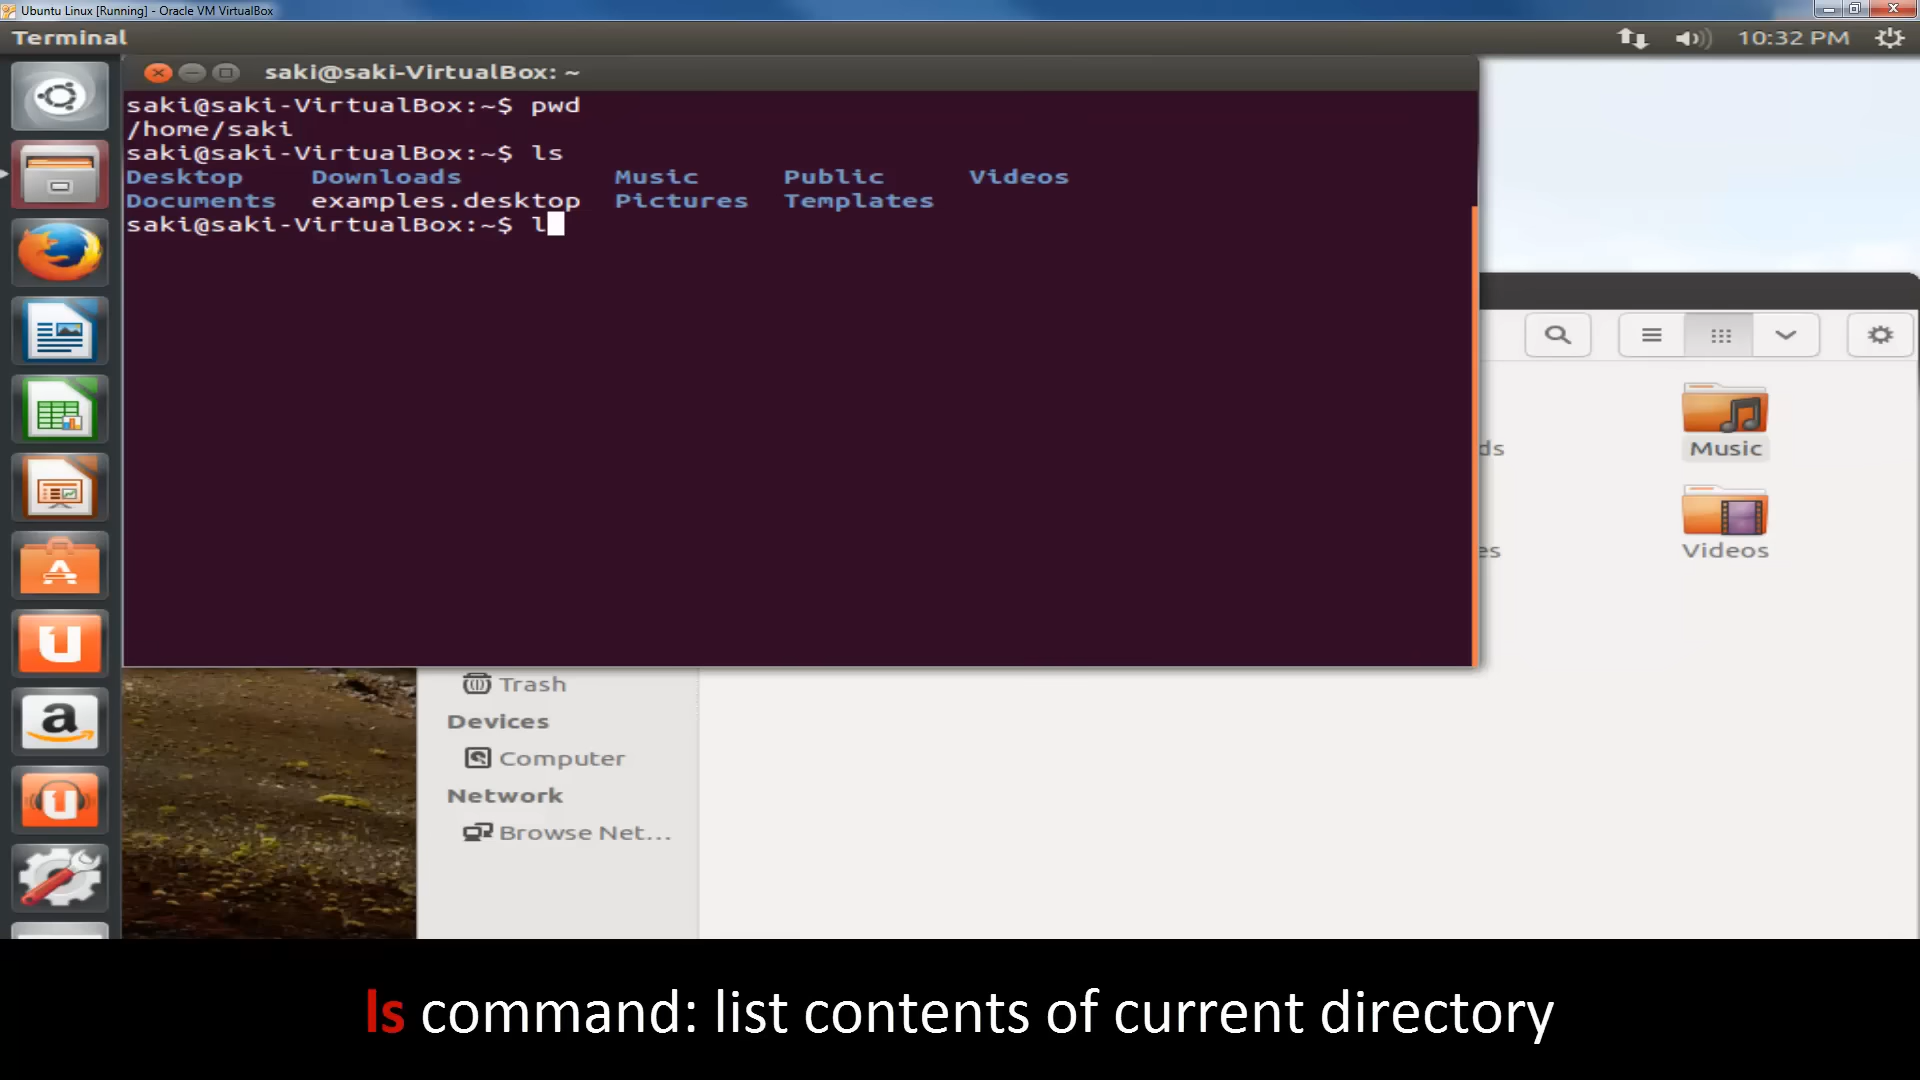 Ubuntu Linux [Running] - Oracle VM VirtualBox
Terminal
10:32 PM
saki@saki-VirtualBox: ~
saki@saki-VirtualBox:~$ pwd
/home/saki
saki@saki-VirtualBox:~$ ls
Desktop Downloads Music Public Videos
Documents examples.desktop Pictures Templates
saki@saki-VirtualBox:~$ l
ds
Music
es
Videos
Trash
Devices
Computer
Network
Browse Net...
ls command: list contents of current directory